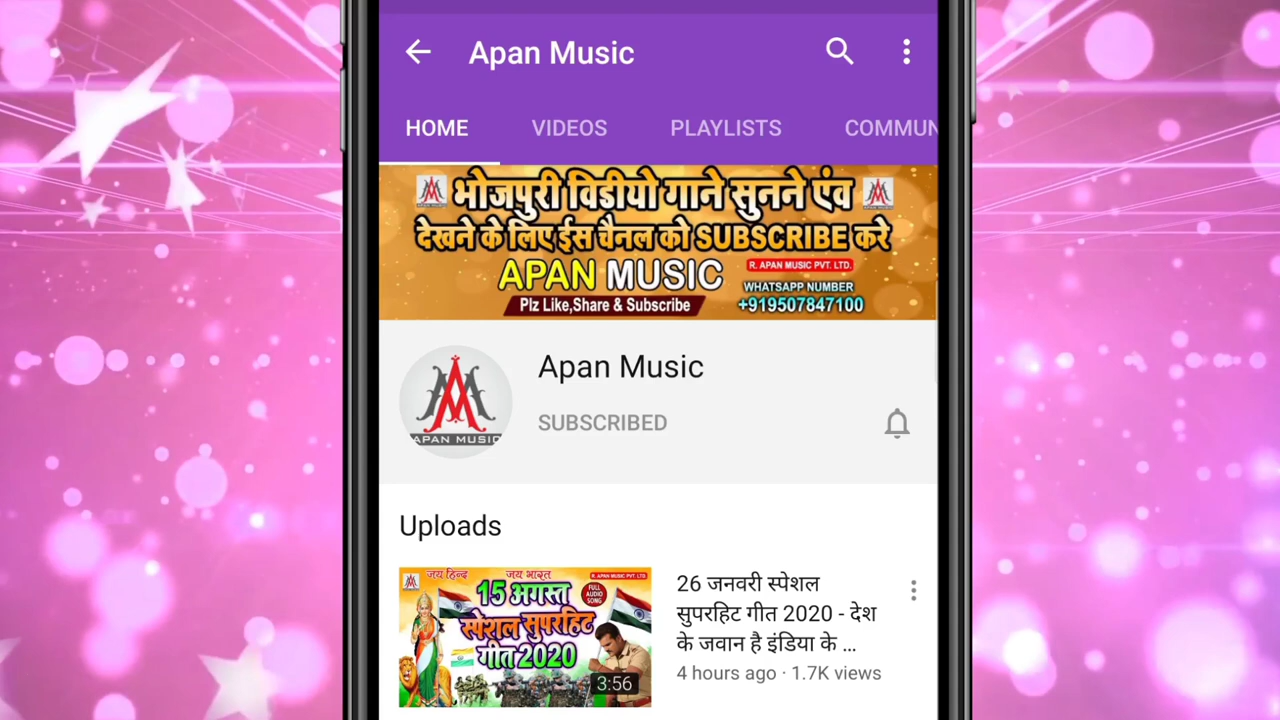 Apan Music
HOME VIDEOS PLAYLISTS COMMUN
भोजपुरी विडीयो गाने सुनने एंव
देखने के लिए ईस चैनल को SUBSCRIBE करे
APAN MUSIC
R. APAN MUSIC PVT. LTD.
Plz Like,Share & Subscribe
WHATSAPP NUMBER
+919507847100
Apan Music
SUBSCRIBED
APAN MUSIC
Uploads
जय हिन्द जय भारत
R. APAN MUSIC PVT. LTD
15 अगस्त
FULL
AUDIO
SONG
स्पेशल सुपरहिट
गीत 2020
3:56
26 जनवरी स्पेशल
सुपरहिट गीत 2020 - देश
के जवान है इंडिया के ...
4 hours ago · 1.7K views